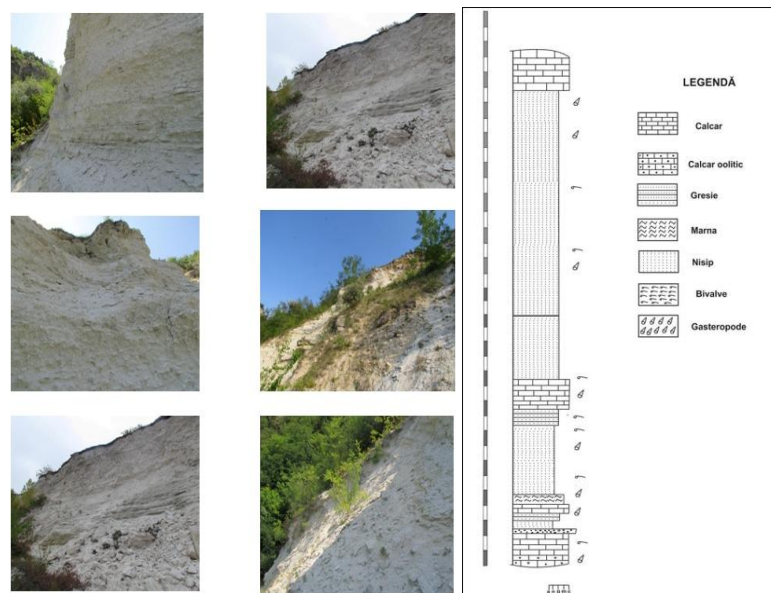 LEGENDĂ
Calcar
Calcar oolitic
Gresie
Marna
Nisip
Bivalve
Gasteropode